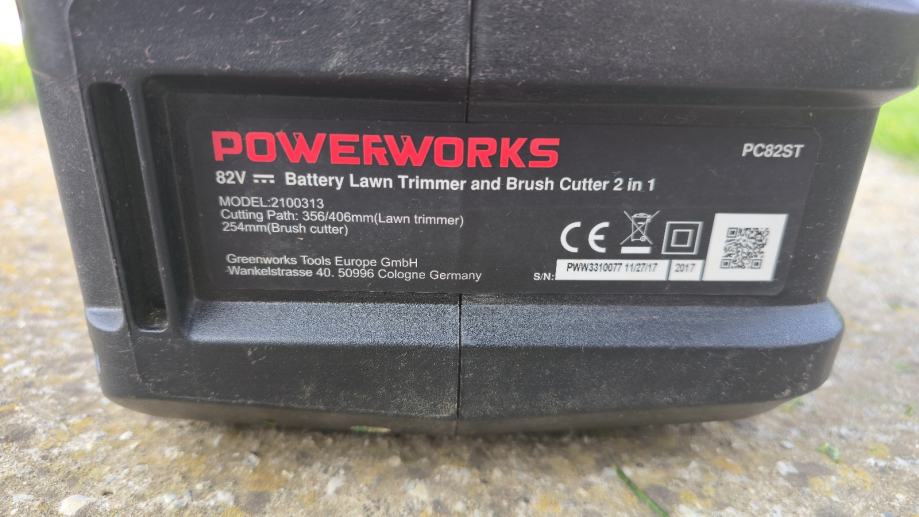 POWERWORKS
PC82ST
82V Battery Lawn Trimmer and Brush Cutter 2 in 1
MODEL:2100313
Cutting Path: 356/406mm(Lawn trimmer)
254mm(Brush cutter)
Greenworks Tools Europe GmbH
Wankelstrasse 40. 50996 Cologne Germany
CE
S/N: PWW3310077 11/27/17 2017